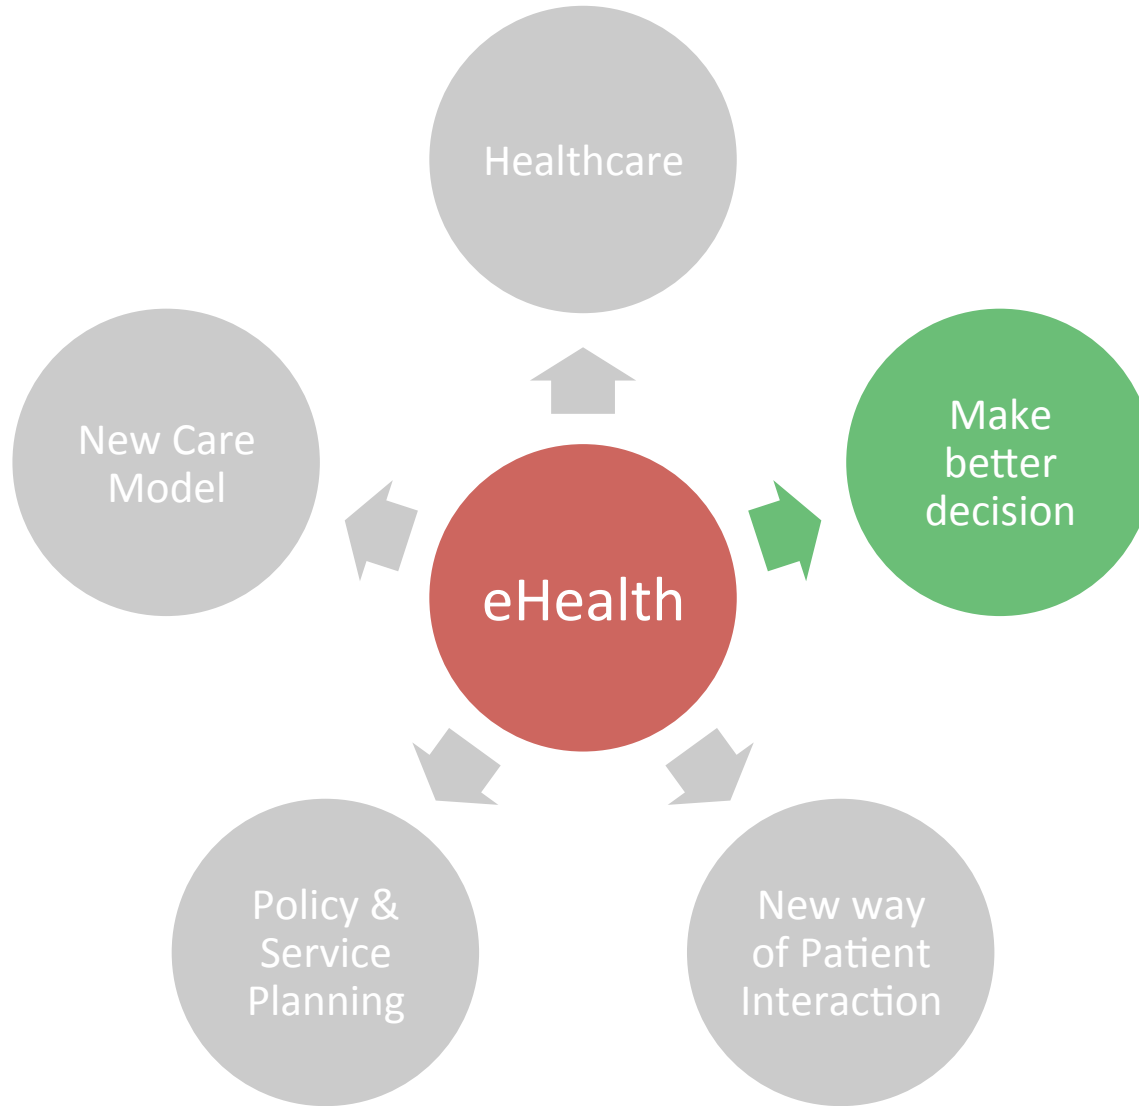 Healthcare
New Care
Model
Make
better
decision
eHealth
Policy &
Service
Planning
New way
of Patient
Interaction